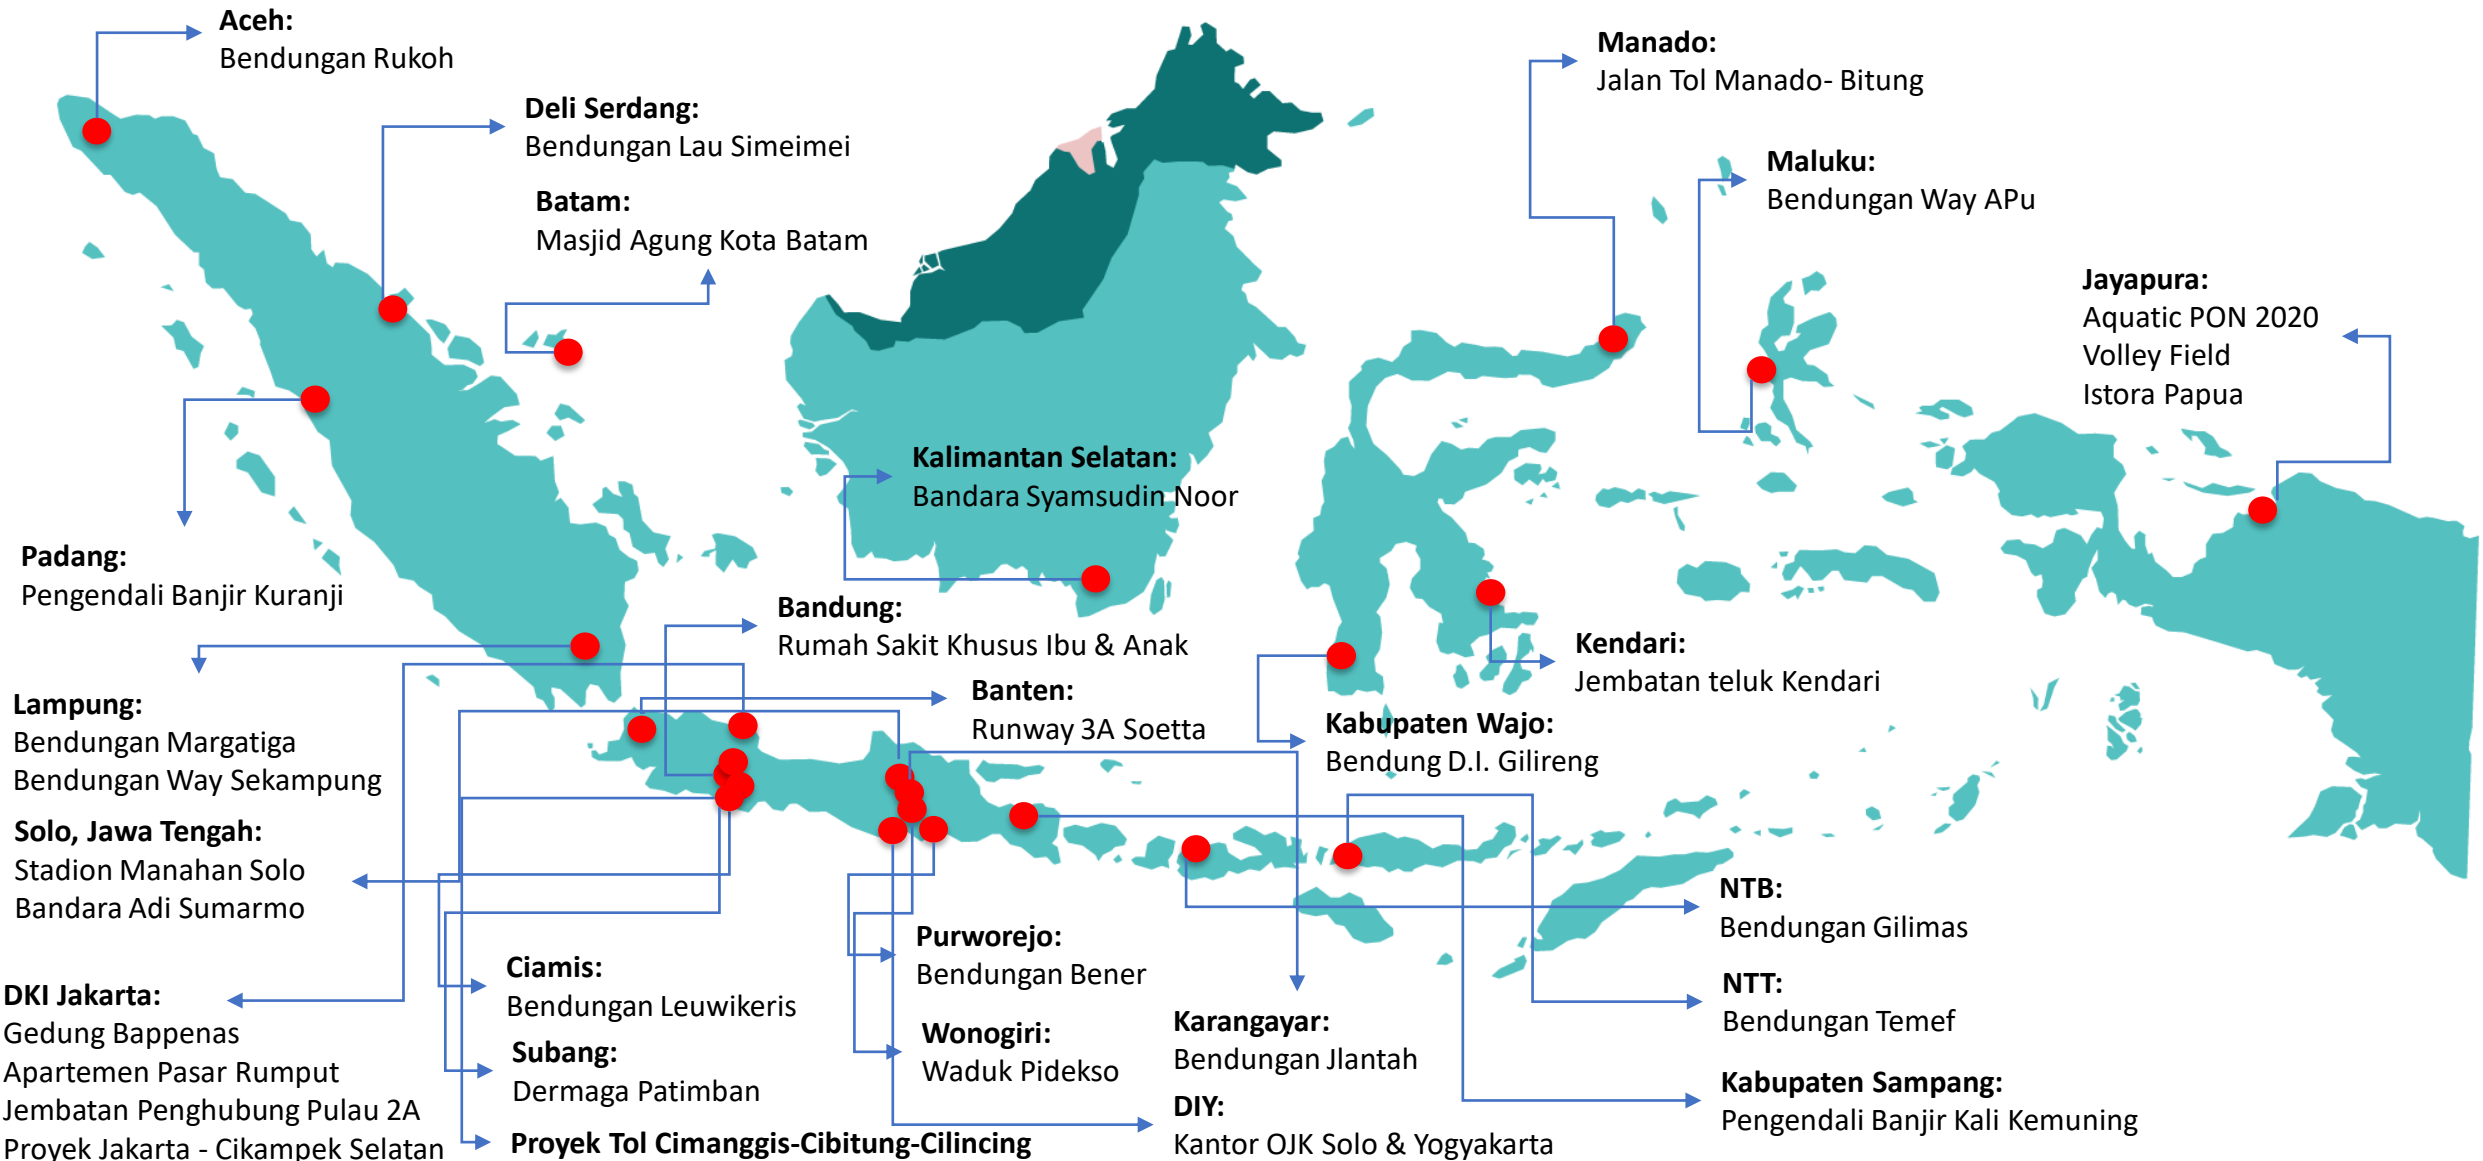 Aceh:
Bendungan Rukoh
Deli Serdang:
Bendungan Lau Simeimei
Batam:
Masjid Agung Kota Batam
Manado:
Jalan Tol Manado- Bitung
Maluku:
Bendungan Way APu
Jayapura:
Aquatic PON 2020
Volley Field
Istora Papua
Kalimantan Selatan:
Bandara Syamsudin Noor
Padang:
Pengendali Banjir Kuranji
Bandung:
Rumah Sakit Khusus Ibu & Anak
Kendari:
Jembatan teluk Kendari
Banten:
Runway 3A Soetta
Kabupaten Wajo:
Bendung D.I. Gilireng
Lampung:
Bendungan Margatiga
Bendungan Way Sekampung
Solo, Jawa Tengah:
Stadion Manahan Solo
Bandara Adi Sumarmo
DKI Jakarta:
Gedung Bappenas
Apartemen Pasar Rumput
Jembatan Penghubung Pulau 2A
Proyek Jakarta - Cikampek Selatan
Ciamis:
Bendungan Leuwikeris
Subang:
Dermaga Patimban
Proyek Tol Cimanggis-Cibitung-Cilincing
Purworejo:
Bendungan Bener
Wonogiri:
Waduk Pidekso
Karangayar:
Bendungan Jlantah
DIY:
Kantor OJK Solo & Yogyakarta
NTB:
Bendungan Gilimas
NTT:
Bendungan Temef
Kabupaten Sampang:
Pengendali Banjir Kali Kemuning